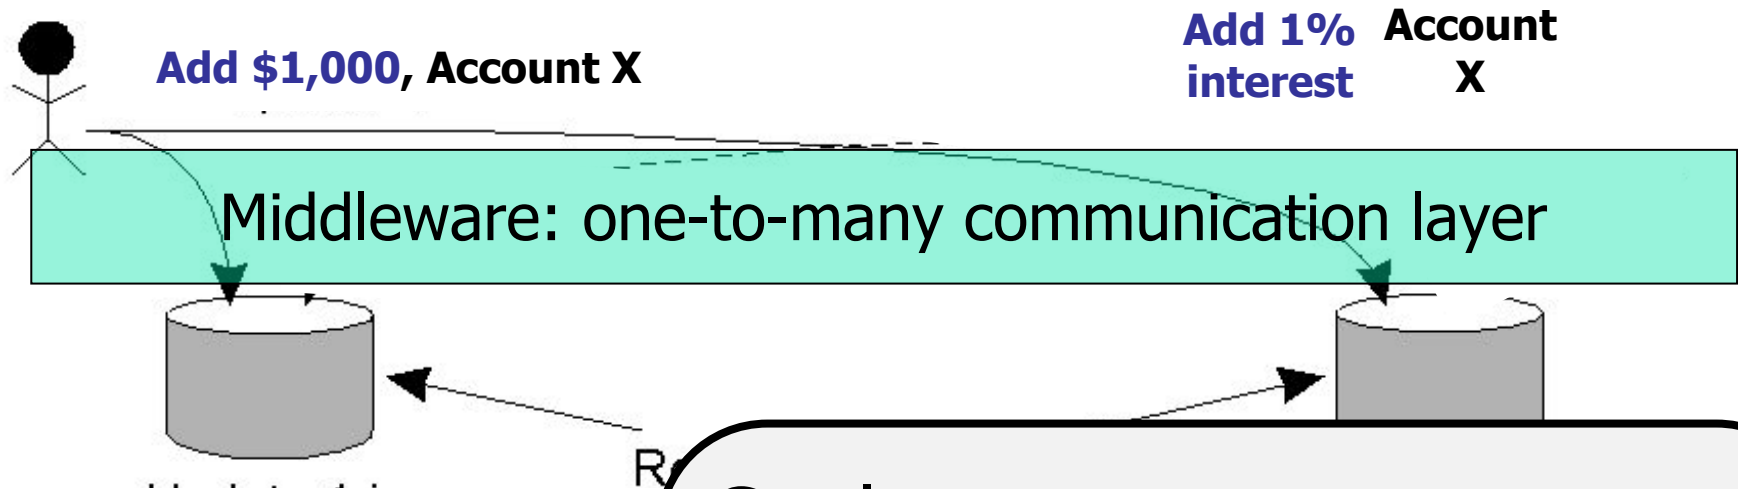 Add $1,000, Account X
Add 1% Account
interest X
Middleware: one-to-many communication layer